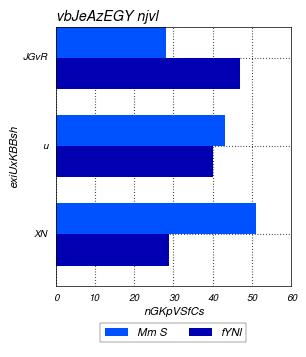 vbJeAzEGY njvl
JGvR
u
XN
exiUxKBBsh
0 10 20 30 40 50 60
nGKpVSfCs
Mm S fYNl